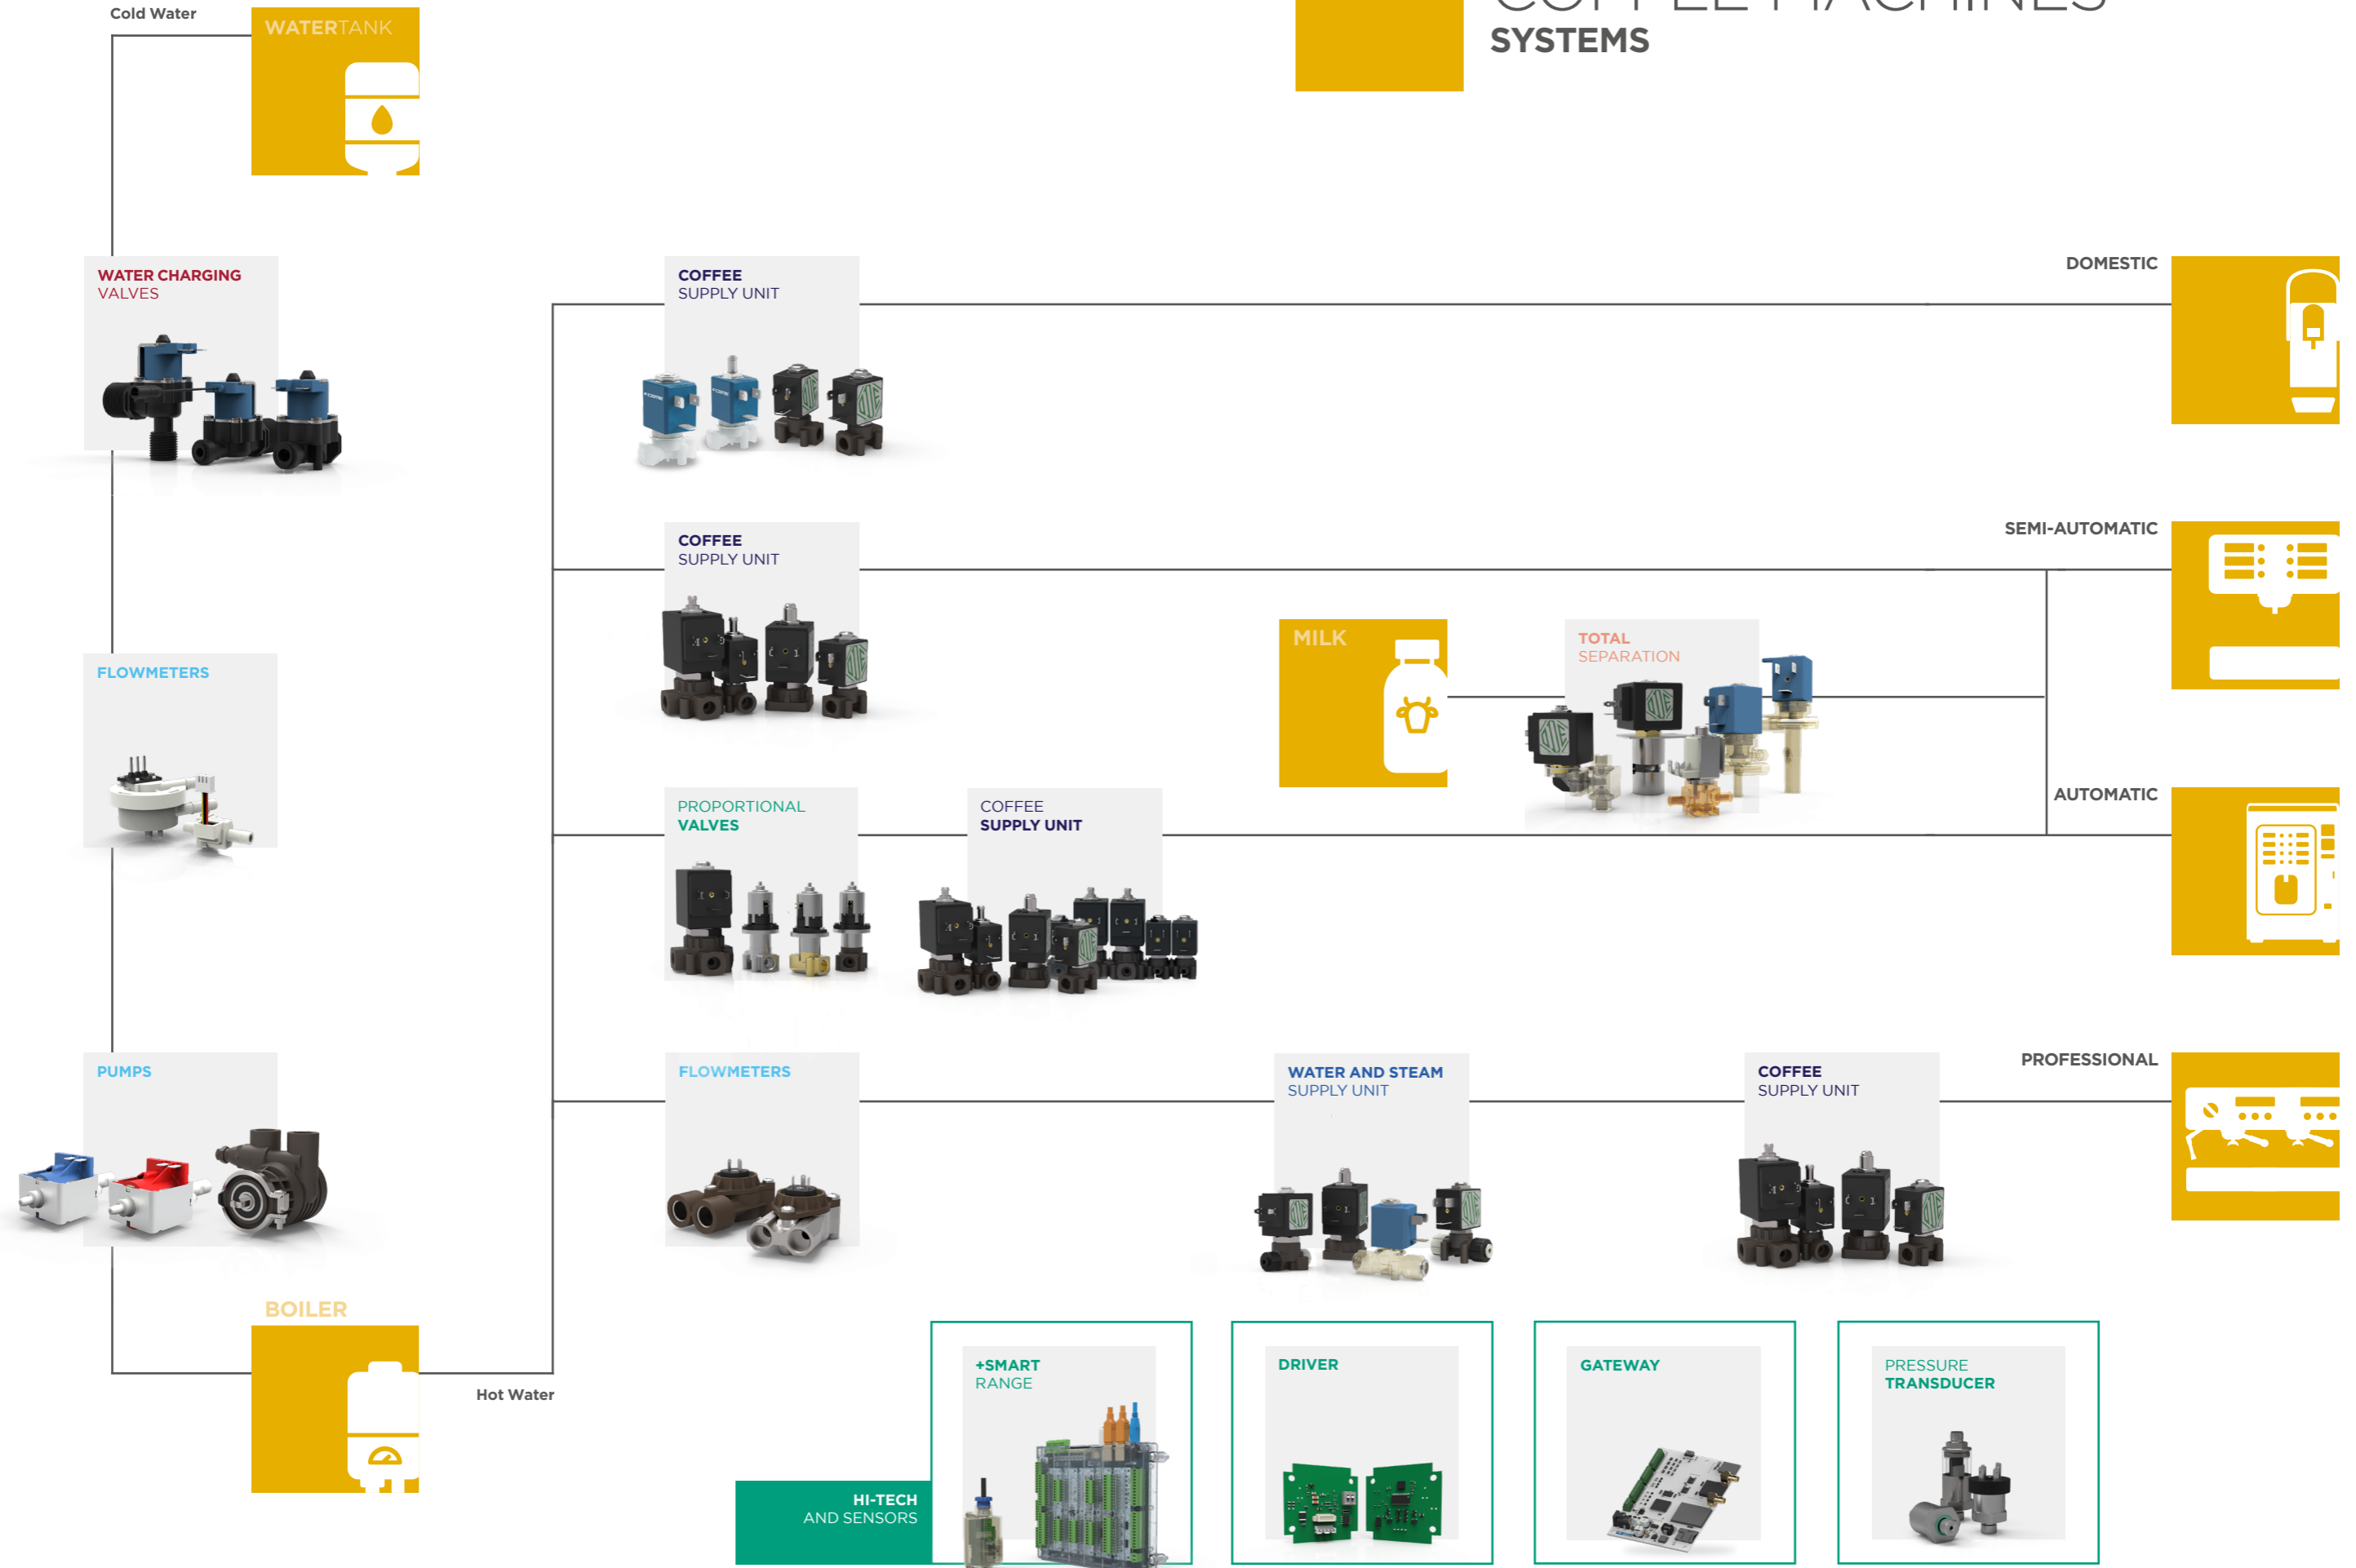 COFFEE MACHINES
SYSTEMS
Cold Water
WATERTANK
WATER CHARGING
VALVES
COFFEE
SUPPLY UNIT
DOMESTIC
COFFEE
SUPPLY UNIT
SEMI-AUTOMATIC
FLOWMETERS
MILK
TOTAL
SEPARATION
PROPORTIONAL
VALVES
COFFEE
SUPPLY UNIT
AUTOMATIC
PUMPS
FLOWMETERS
WATER AND STEAM
SUPPLY UNIT
COFFEE
SUPPLY UNIT
PROFESSIONAL
BOILER
Hot Water
HI-TECH
AND SENSORS
+SMART
RANGE
DRIVER
GATEWAY
PRESSURE
TRANSDUCER